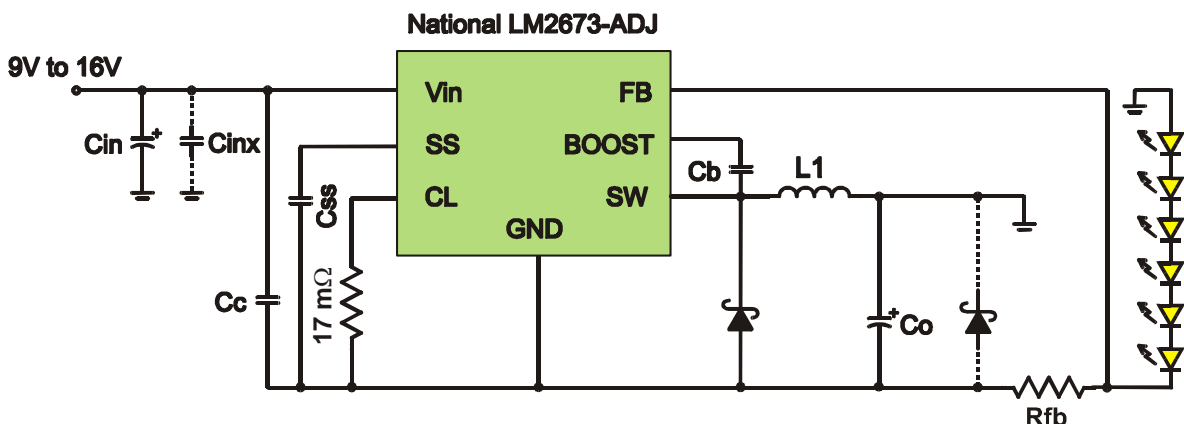 National LM2673-ADJ
9V to 16V
Vin
FB
Cin
+
Cinx
SS
BOOST
Cb
L1
CL
SW
Css
GND
Cc
17 mΩ
+
Co
Rfb